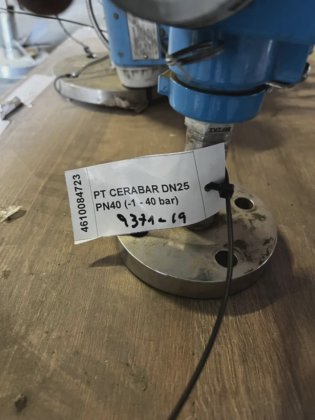 4610084723
PT CERABAR DN25
PN40 (-1 - 40 bar)
9371-19